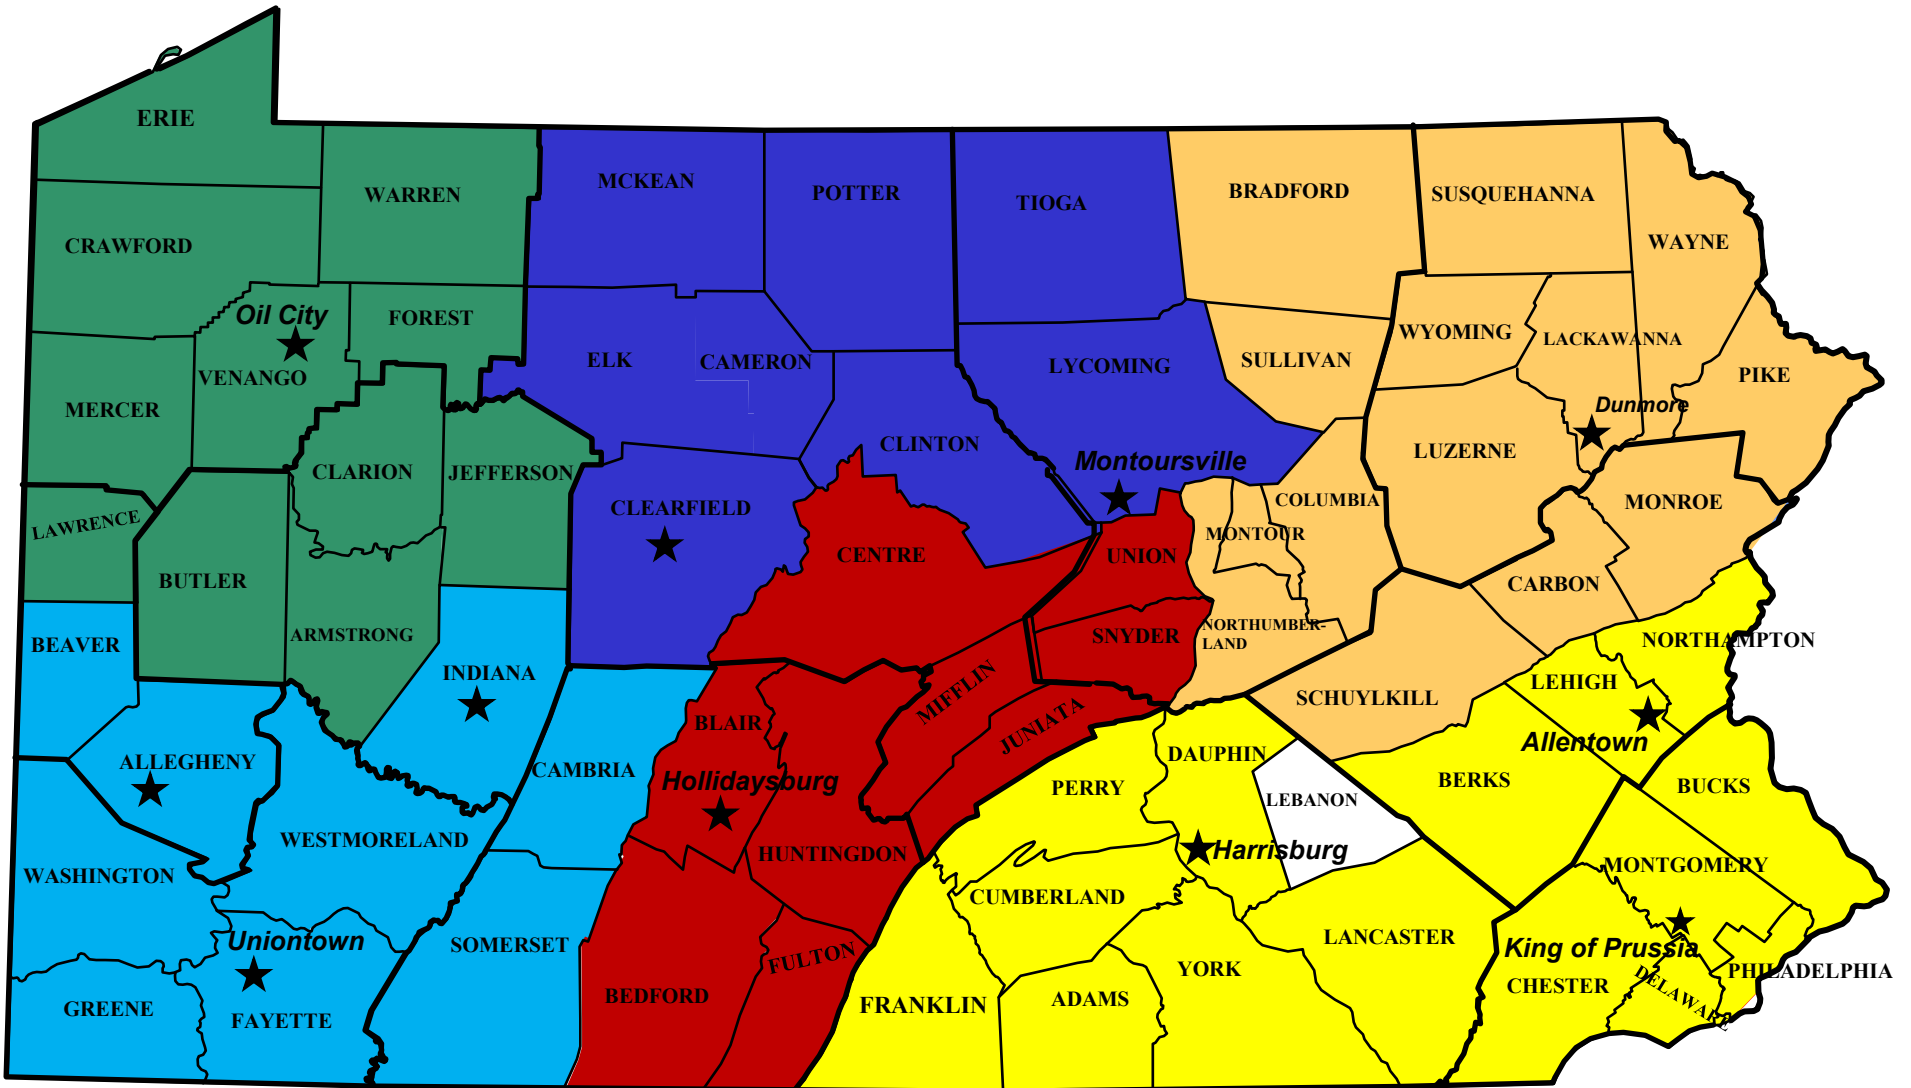 ERIE
WARREN
MCKEAN
POTTER
TIOGA
BRADFORD
SUSQUEHANNA
WAYNE
CRAWFORD
Oil City
FOREST
VENANGO
ELK
CAMERON
LYCOMING
SULLIVAN
WYOMING
LACKAWANNA
PIKE
MERCER
CLARION
JEFFERSON
CLINTON
Montoursville
Dunmore
LUZERNE
LAWRENCE
CLEARFIELD
COLUMBIA
MONROE
BUTLER
CENTRE
UNION
MONTOUR
CARBON
BEAVER
ARMSTRONG
INDIANA
SNYDER
NORTHUMBER-
LAND
NORTHAMPTON
MIFFLIN
SCHUYLKILL
LEHIGH
ALLEGHENY
CAMBRIA
BLAIR
Hollidaysburg
JUNIATA
DAUPHIN
Allentown
PERRY
LEBANON
BERKS
BUCKS
WASHINGTON
WESTMORELAND
HUNTINGDON
Harrisburg
MONTGOMERY
CUMBERLAND
Uniontown
SOMERSET
FULTON
LANCASTER
King of Prussia
YORK
PHILADELPHIA
GREENE
FAYETTE
BEDFORD
FRANKLIN
ADAMS
CHESTER
DELAWARE